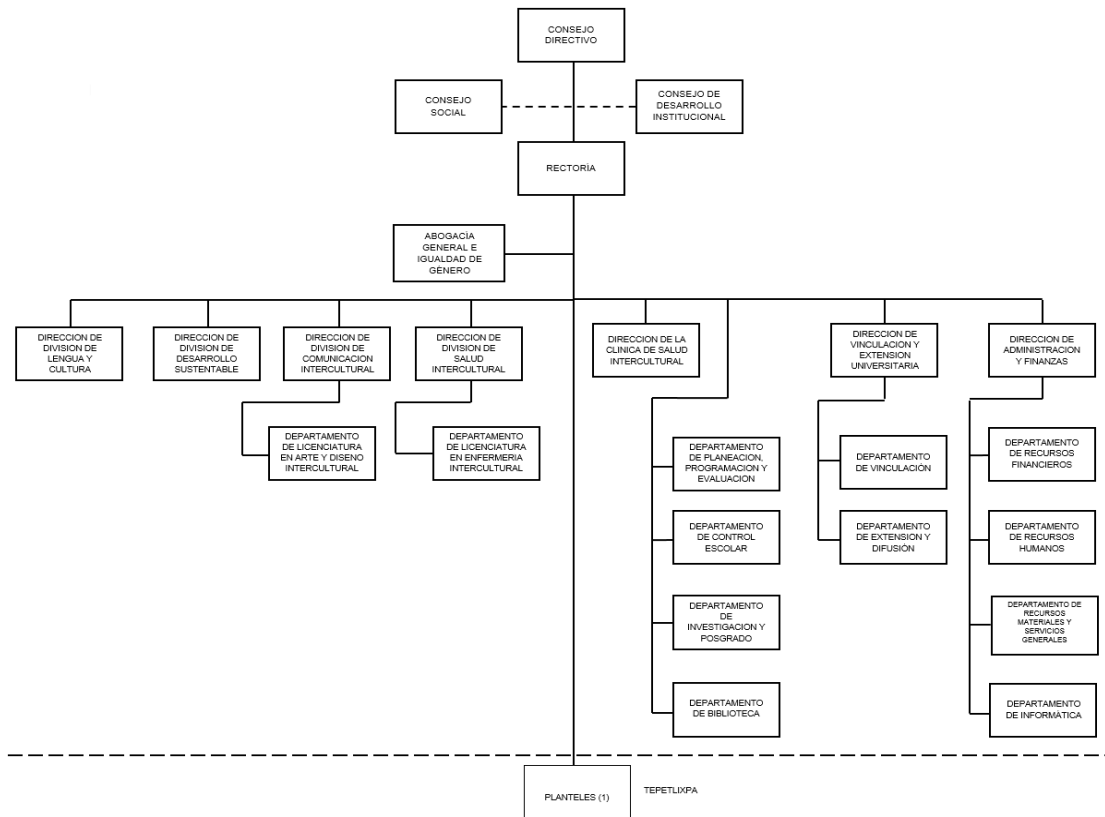 CONSEJO
DIRECTIVO
CONSEJO
SOCIAL
CONSEJO DE
DESARROLLO
INSTITUCIONAL
RECTORÌA
ABOGACÌA
GENERAL E
IGUALDAD DE
GÈNERO
DIRECCION DE
DIVISION DE
LENGUA Y
CULTURA
DIRECCION DE
DIVISION DE
DESARROLLO
SUSTENTABLE
DIRECCION DE
DIVISION DE
COMUNICACION
INTERCULTURAL
DIRECCION DE
DIVISION DE
SALUD
INTERCULTURAL
DIRECCION DE LA
CLINICA DE SALUD
INTERCULTURAL
DIRECCION DE
VINCULACION Y
EXTENSION
UNIVERSITARIA
DIRECCION DE
ADMINISTRACION
Y FINANZAS
DEPARTAMENTO
DE LICENCIATURA
EN ARTE Y DISENO
INTERCULTURAL
DEPARTAMENTO
DE LICENCIATURA
EN ENFERMERIA
INTERCULTURAL
DEPARTAMENTO
DE PLANEACION,
PROGRAMACION Y
EVALUACION
DEPARTAMENTO
DE CONTROL
ESCOLAR
DEPARTAMENTO
DE
INVESTIGACION Y
POSGRADO
DEPARTAMENTO
DE BIBLIOTECA
DEPARTAMENTO
DE VINCULACIÓN
DEPARTAMENTO
DE EXTENSION Y
DIFUSIÓN
DEPARTAMENTO
DE RECURSOS
FINANCIEROS
DEPARTAMENTO
DE RECURSOS
HUMANOS
DEPARTAMENTO DE
RECURSOS
MATERIALES Y
SERVICIOS
GENERALES
DEPARTAMENTO
DE INFORMÀTICA
PLANTELES (1)
TEPETLIXPA